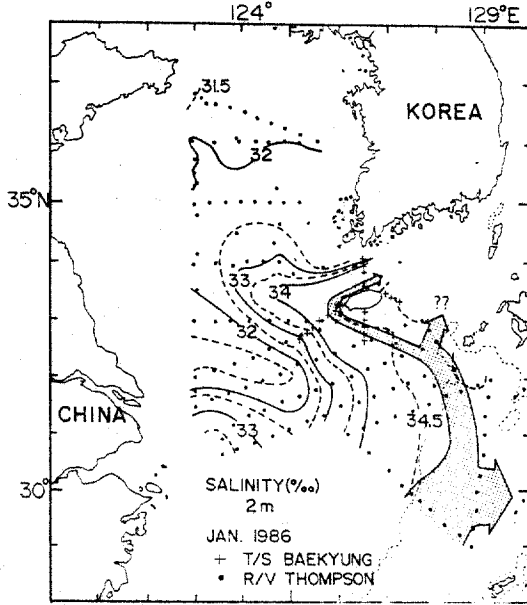 124° 129°E
31.5
KOREA
32
35°N
33
34
??
32
CHINA
33
34.5
SALINITY(‰)
2m
30°
JAN. 1986
+ T/S BAEKYUNG
• R/V THOMPSON